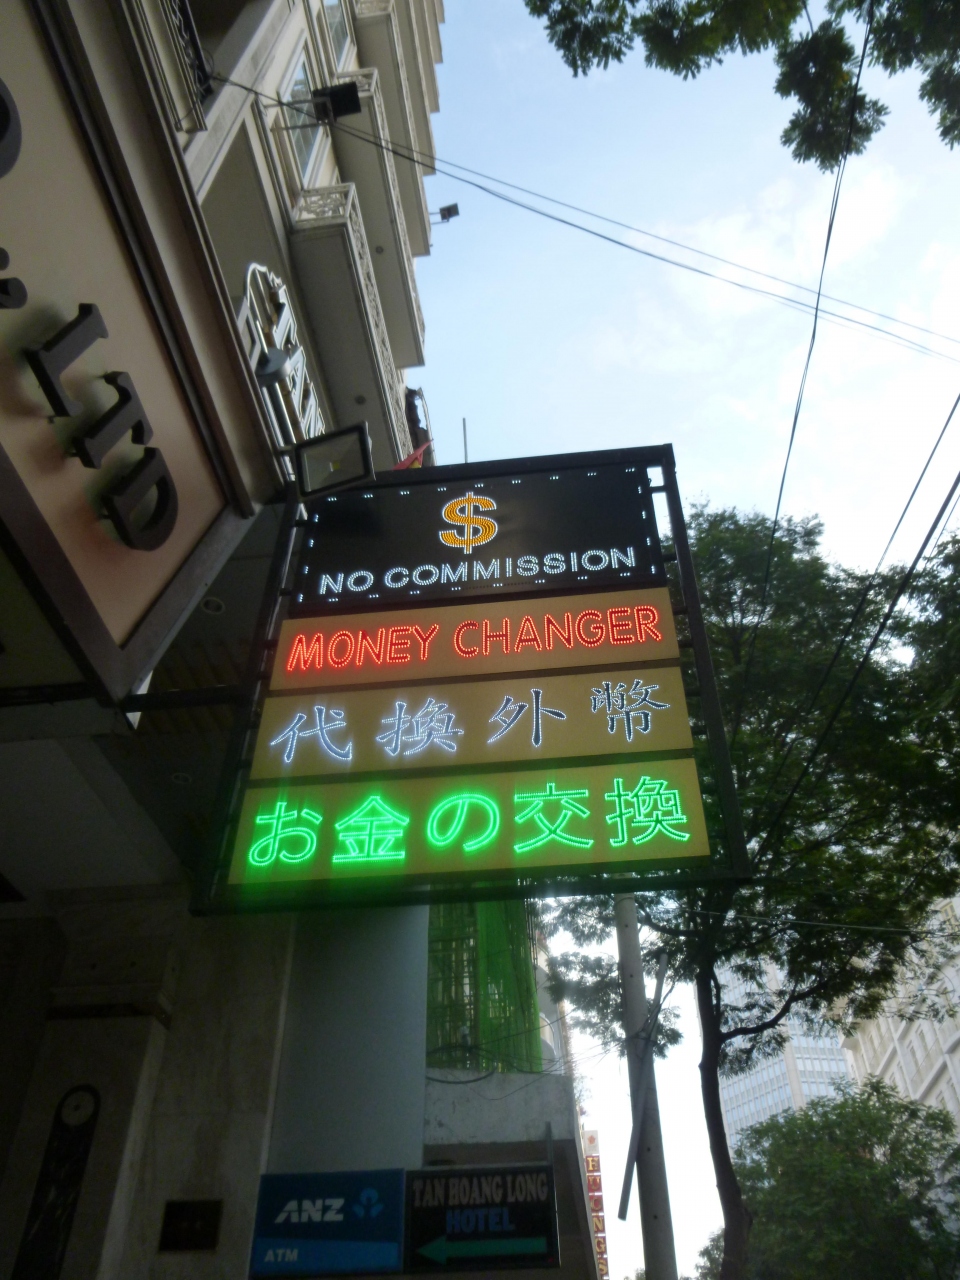 LTD
$
NO COMMISSION
MONEY CHANGER
代換外幣
お金の交換
ANZ
ATM
TAN HOANG LONG
HOTEL